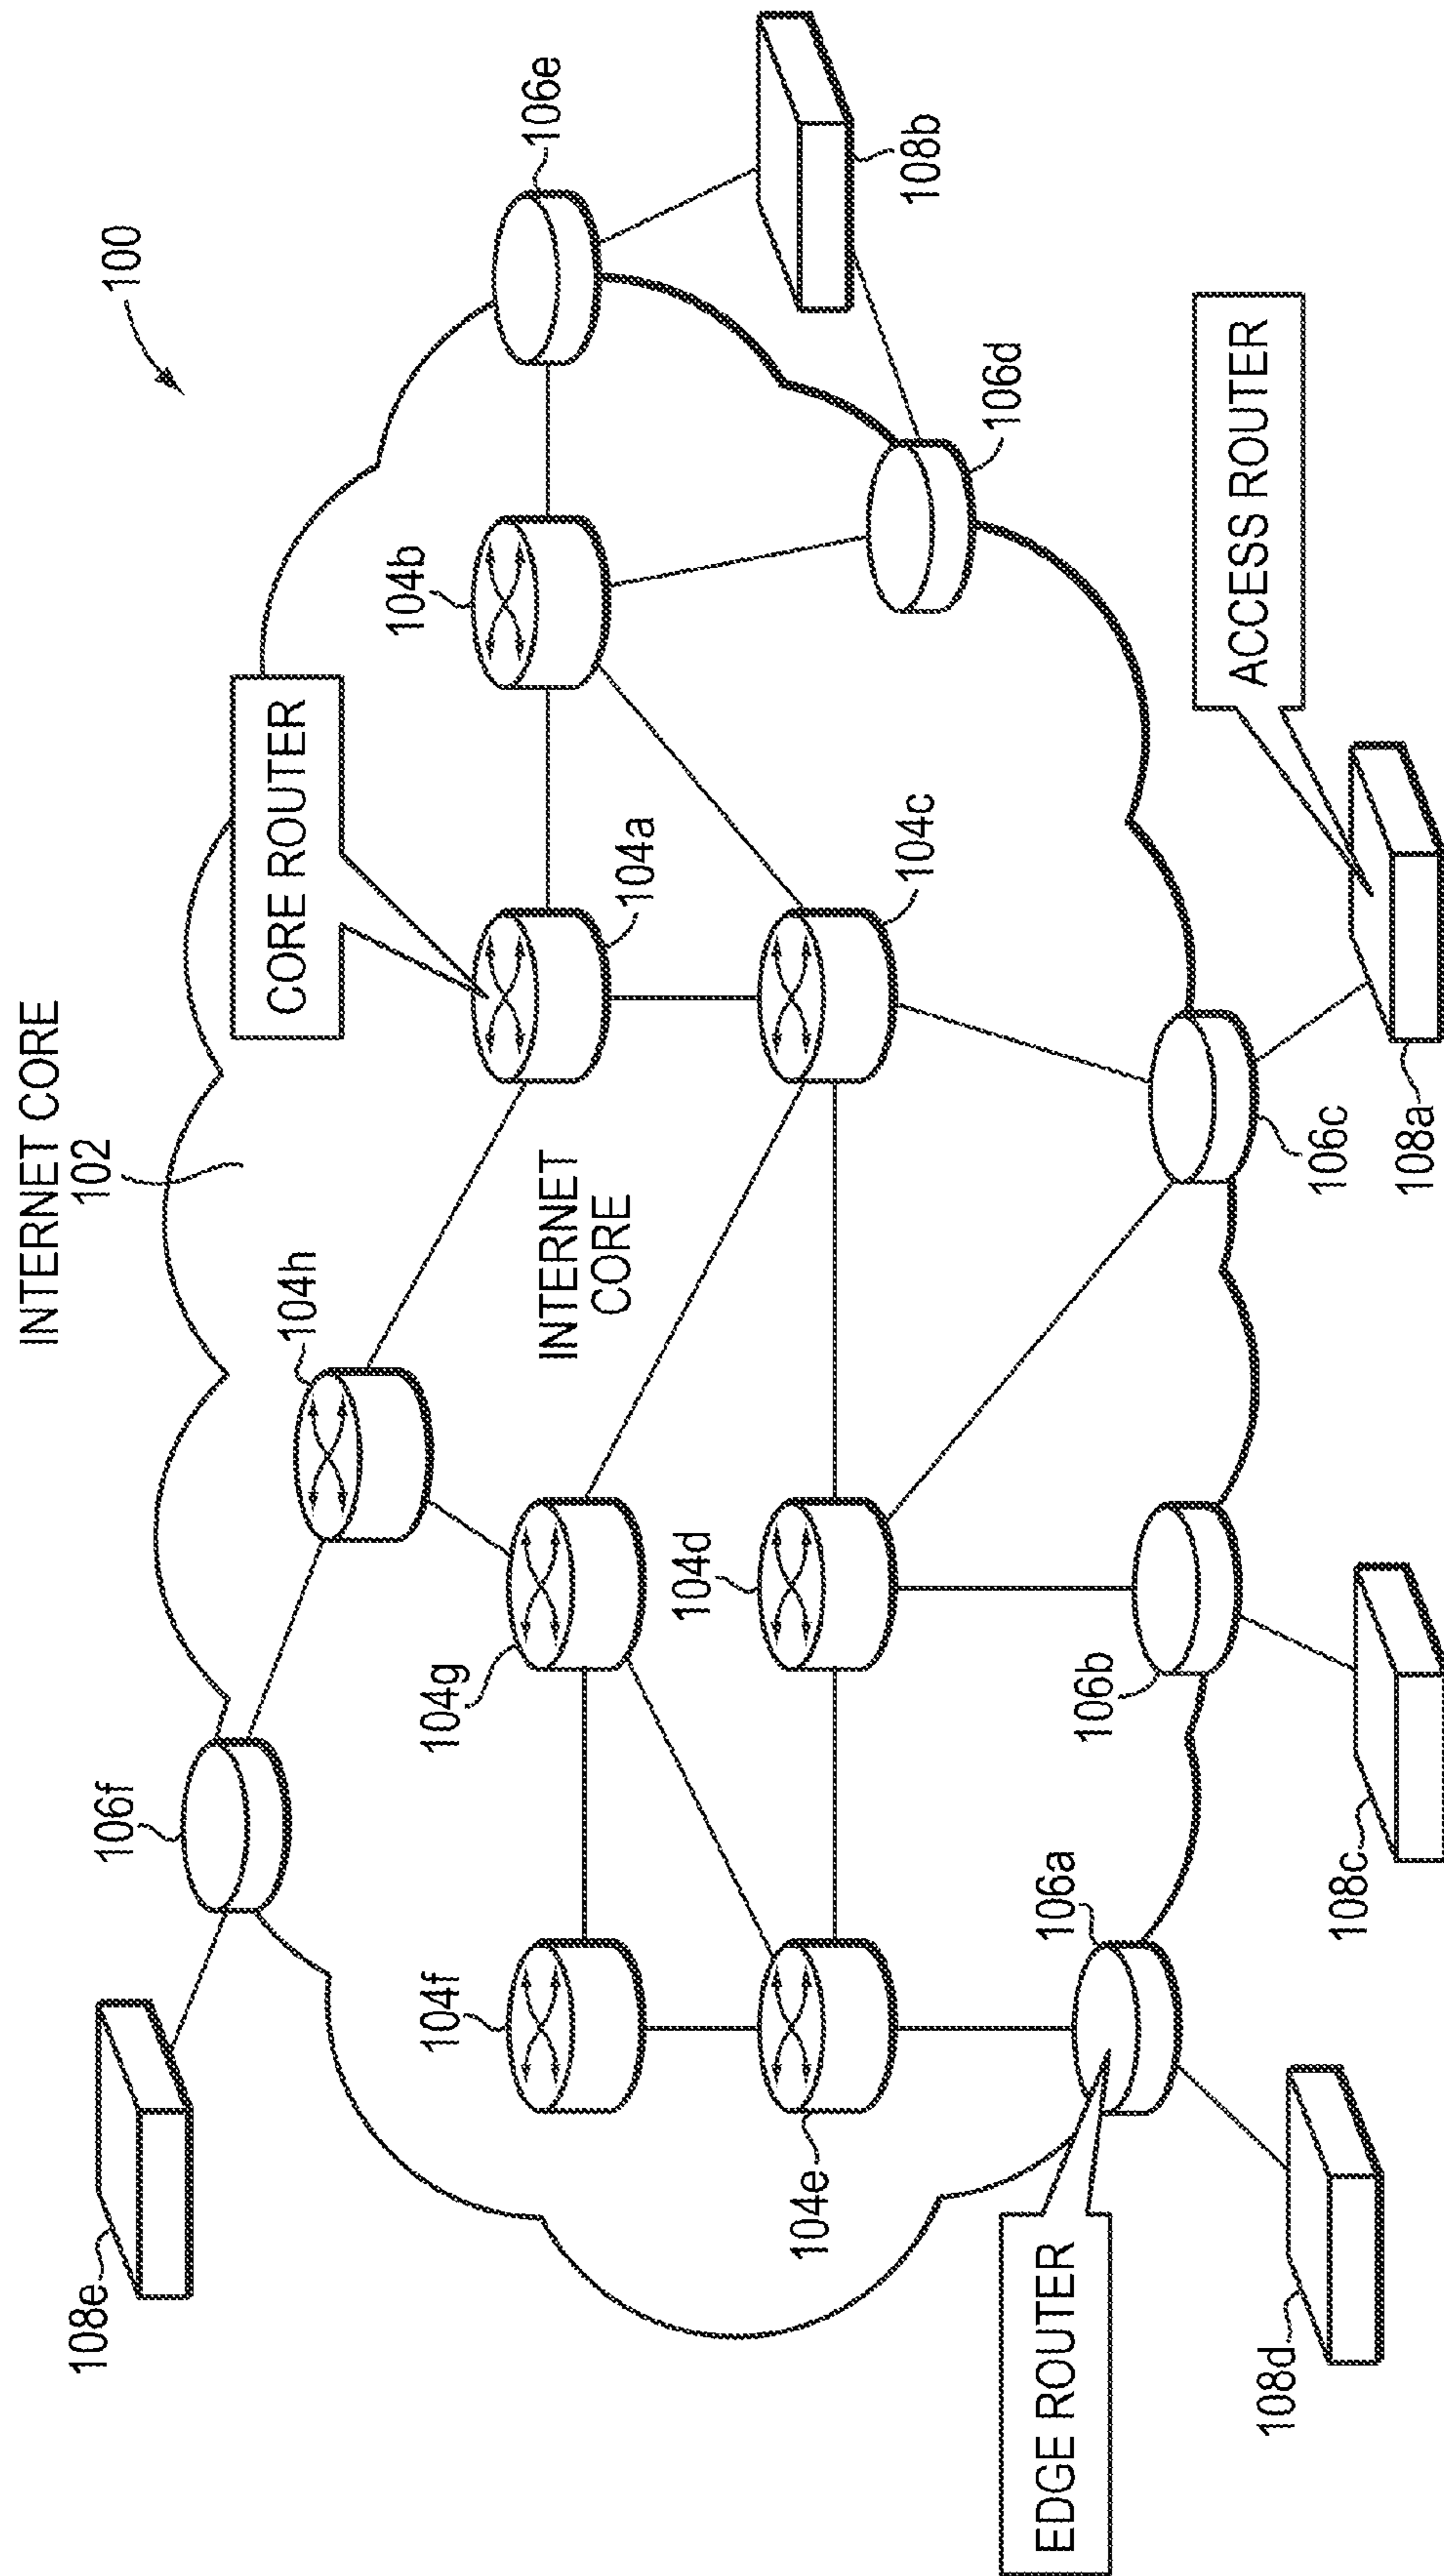 INTERNET CORE
102
100
106f
104h
CORE ROUTER
104b
106e
108e
104f
104g
INTERNET
CORE
104a
108b
104e
104d
104c
106d
EDGE ROUTER
106a
106b
106c
ACCESS ROUTER
108d
108c
108a